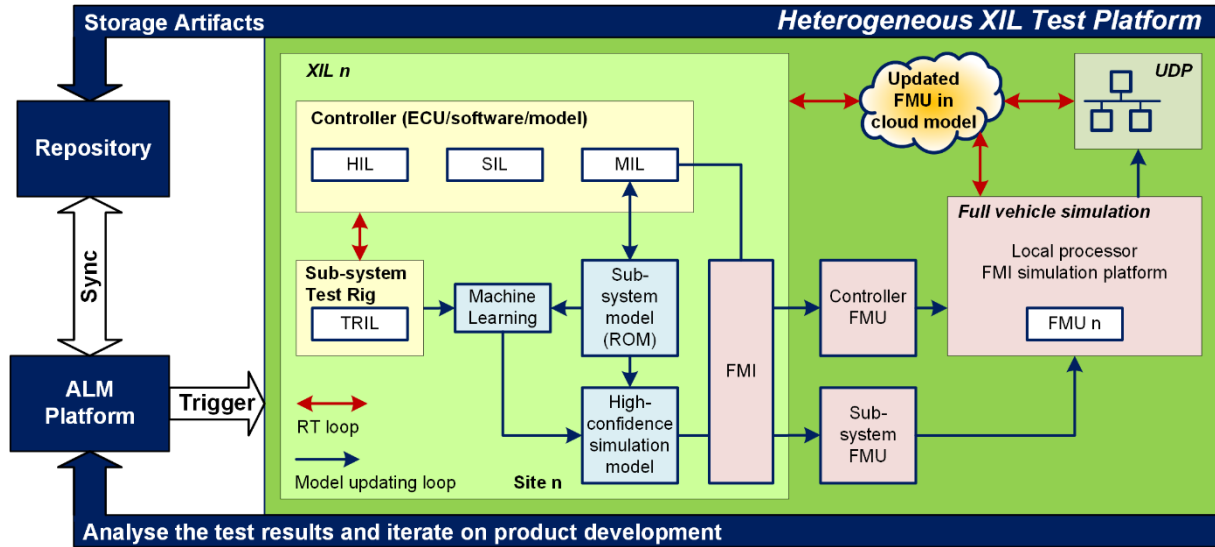 Storage Artifacts
Heterogeneous XIL Test Platform
Repository
Sync
ALM
Platform
Trigger
XIL n
Controller (ECU/software/model)
HIL
SIL
MIL
Sub-system
Test Rig
TRIL
Machine
Learning
Sub-
system
model
(ROM)
High-
confidence
simulation
model
FMI
RT loop
Model updating loop
Site n
Controller
FMU
Sub-
system
FMU
Updated
FMU in
cloud model
UDP
Full vehicle simulation
Local processor
FMI simulation platform
FMU n
Analyse the test results and iterate on product development